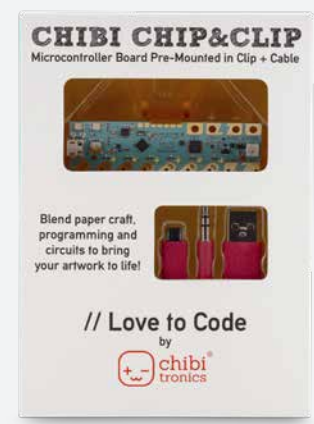 CHIBI CHIP&CLIP
Microcontroller Board Pre-Mounted in Clip + Cable
Blend paper craft,
programming and
circuits to bring
your artwork to life!
// Love to Code
by
chibi®
tronics